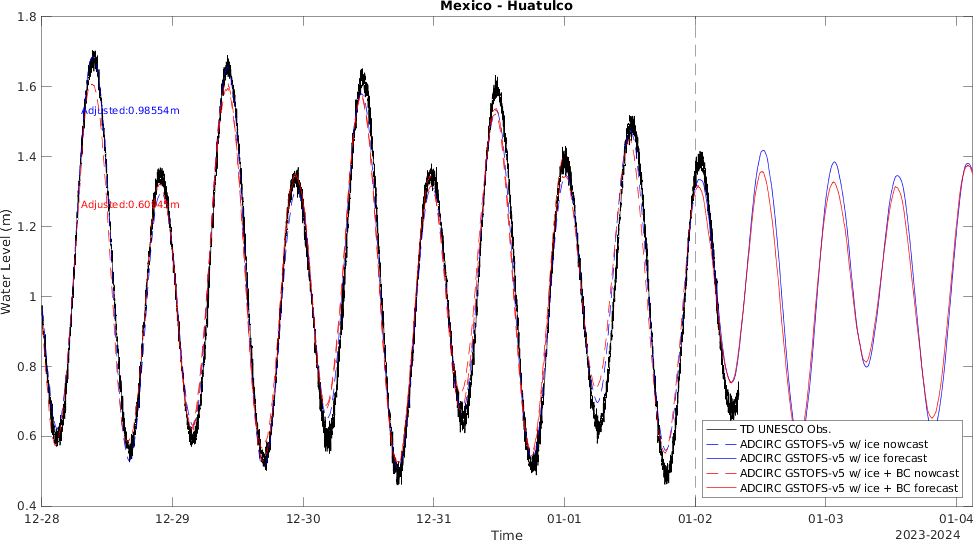 Mexico - Huatulco
Water Level (m)
1.8
1.6
1.4
1.2
1
0.8
0.6
0.4
Adjusted:0.98554m
TD UNESCO Obs.
ADCIRC GSTOFS-v5 w/ ice nowcast
ADCIRC GSTOFS-v5 w/ ice forecast
ADCIRC GSTOFS-v5 w/ ice + BC nowcast
ADCIRC GSTOFS-v5 w/ ice + BC forecast
12-28 12-29 12-30 12-31 01-01 01-02 01-03 01-04
Time
2023-2024